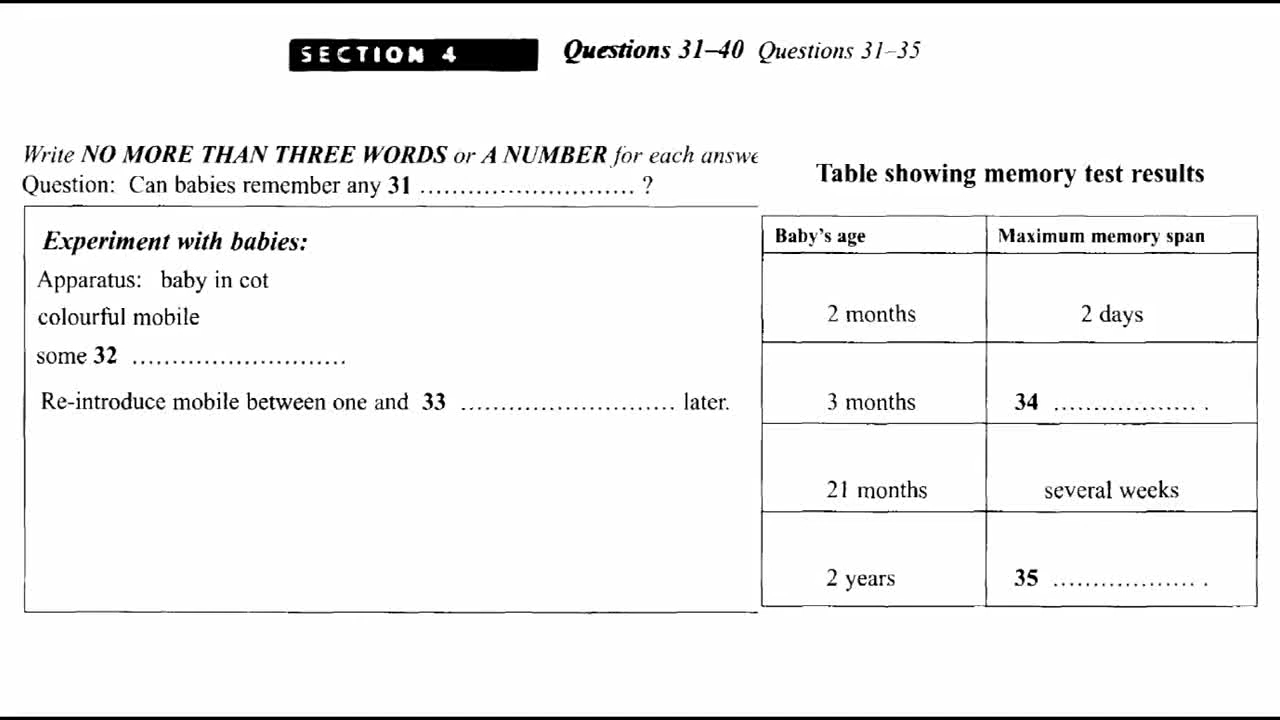 SECTION 4 Questions 31–40 Questions 31–35
Write NO MORE THAN THREE WORDS or A NUMBER for each answe
Question: Can babies remember any 31 ........................... ?
Experiment with babies:
Apparatus: baby in cot
colourful mobile
some 32 ...........................
Re-introduce mobile between one and 33 ........................... later.
Table showing memory test results
Baby's age Maximum memory span
2 months 2 days
3 months 34 .................. .
21 months several weeks
2 years 35 .................. .